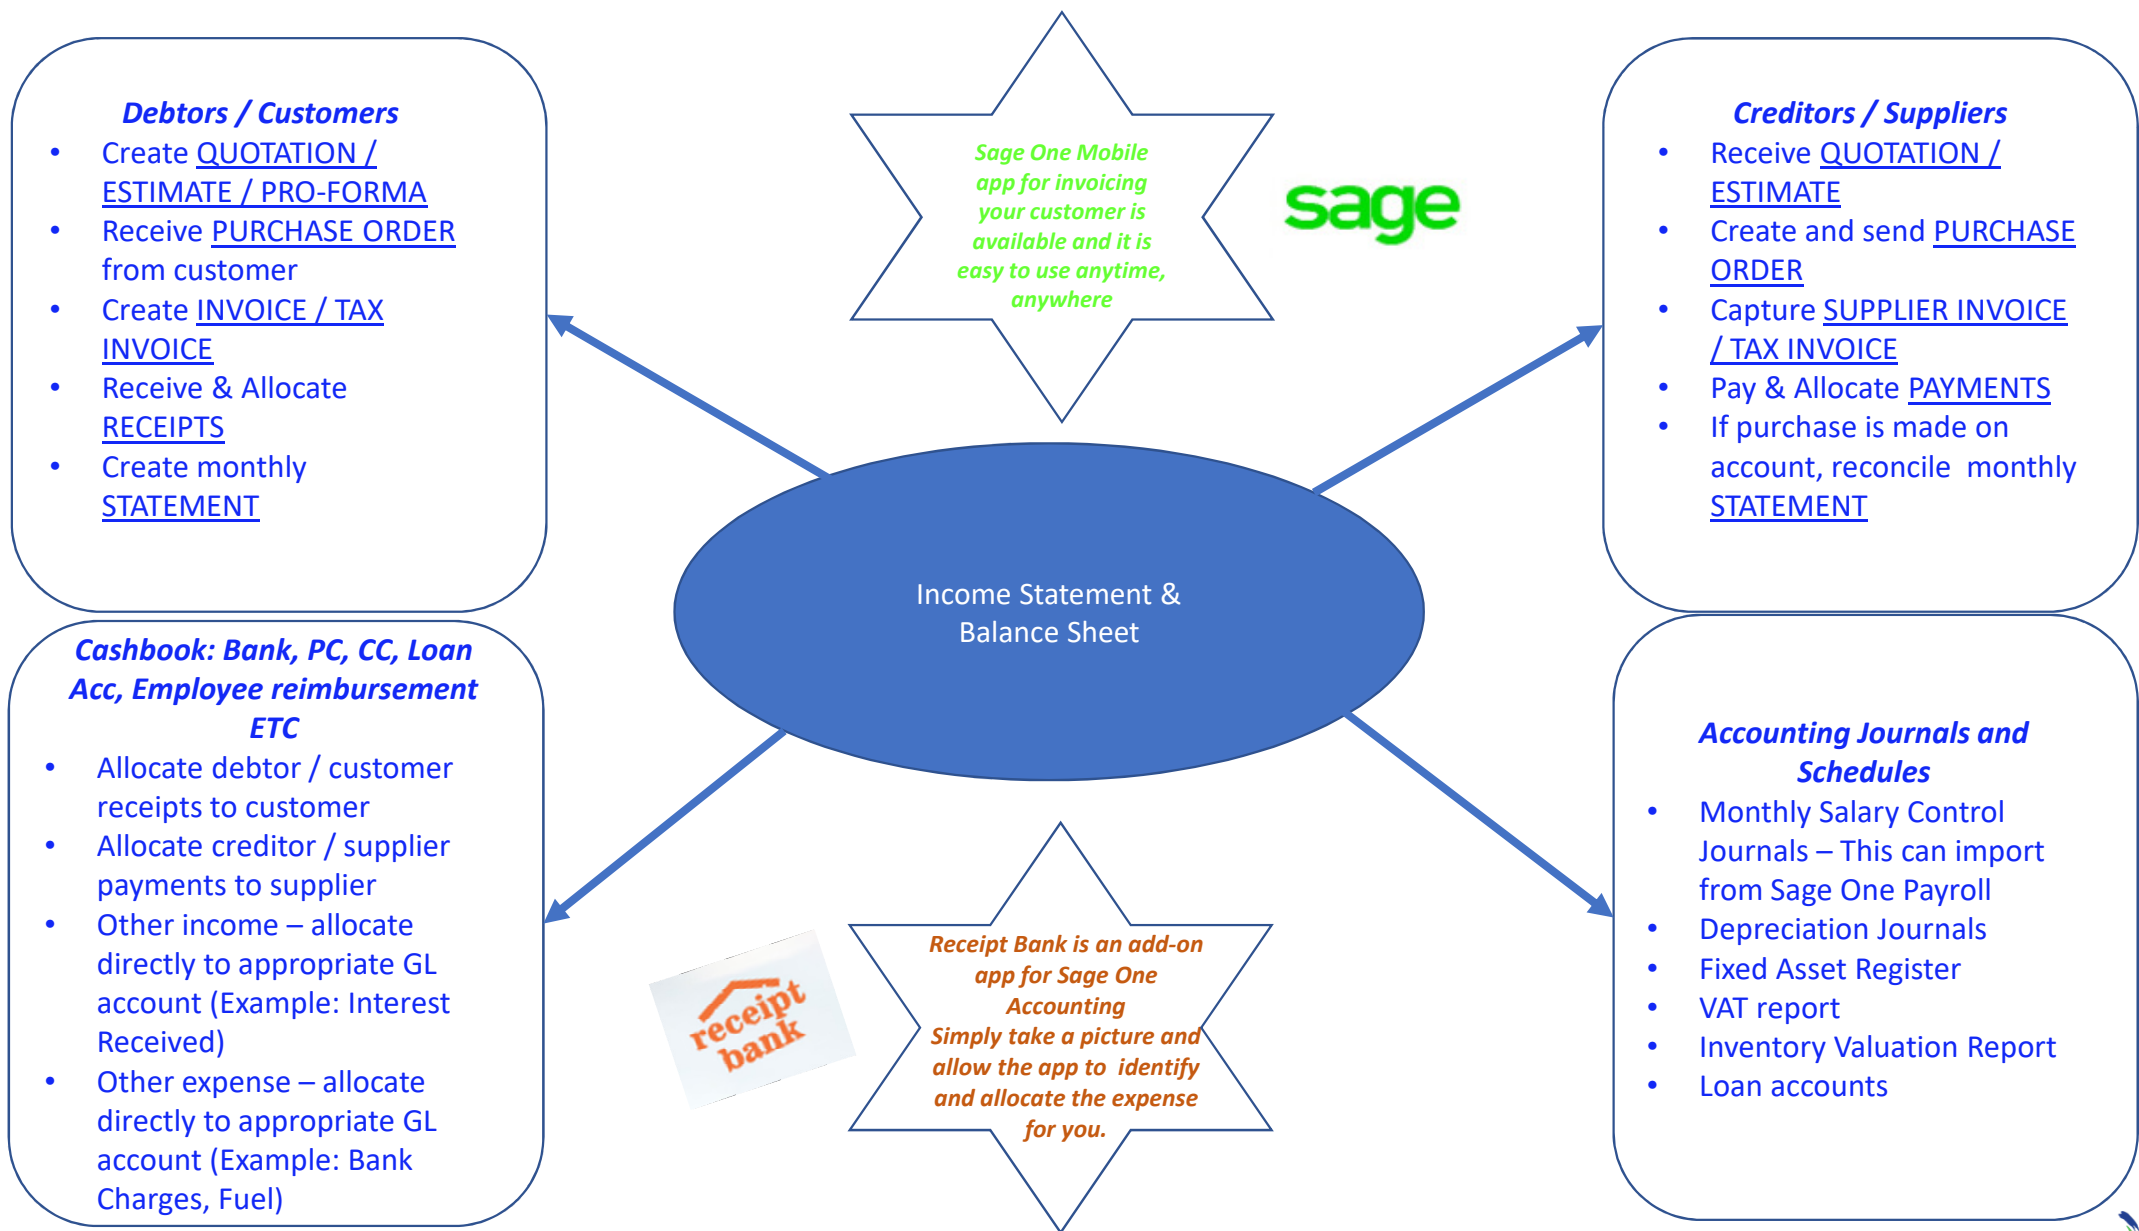 Debtors / Customers
• Create QUOTATION /
ESTIMATE / PRO-FORMA
• Receive PURCHASE ORDER
from customer
• Create INVOICE / TAX
INVOICE
• Receive & Allocate
RECEIPTS
• Create monthly
STATEMENT
Sage One Mobile
app for invoicing
your customer is
available and it is
easy to use anytime,
anywhere
sage
Creditors / Suppliers
• Receive QUOTATION /
ESTIMATE
• Create and send PURCHASE
ORDER
• Capture SUPPLIER INVOICE
/ TAX INVOICE
• Pay & Allocate PAYMENTS
• If purchase is made on
account, reconcile  monthly
STATEMENT
Income Statement &
Balance Sheet
Cashbook: Bank, PC, CC, Loan
Acc, Employee reimbursement
ETC
• Allocate debtor / customer
receipts to customer
• Allocate creditor / supplier
payments to supplier
• Other income – allocate
directly to appropriate GL
account (Example: Interest
Received)
• Other expense – allocate
directly to appropriate GL
account (Example: Bank
Charges, Fuel)
receipt
bank
Receipt Bank is an add-on
app for Sage One
Accounting
Simply take a picture and
allow the app to  identify
and allocate the expense
for you.
Accounting Journals and
Schedules
• Monthly Salary Control
Journals – This can import
from Sage One Payroll
• Depreciation Journals
• Fixed Asset Register
• VAT report
• Inventory Valuation Report
• Loan accounts